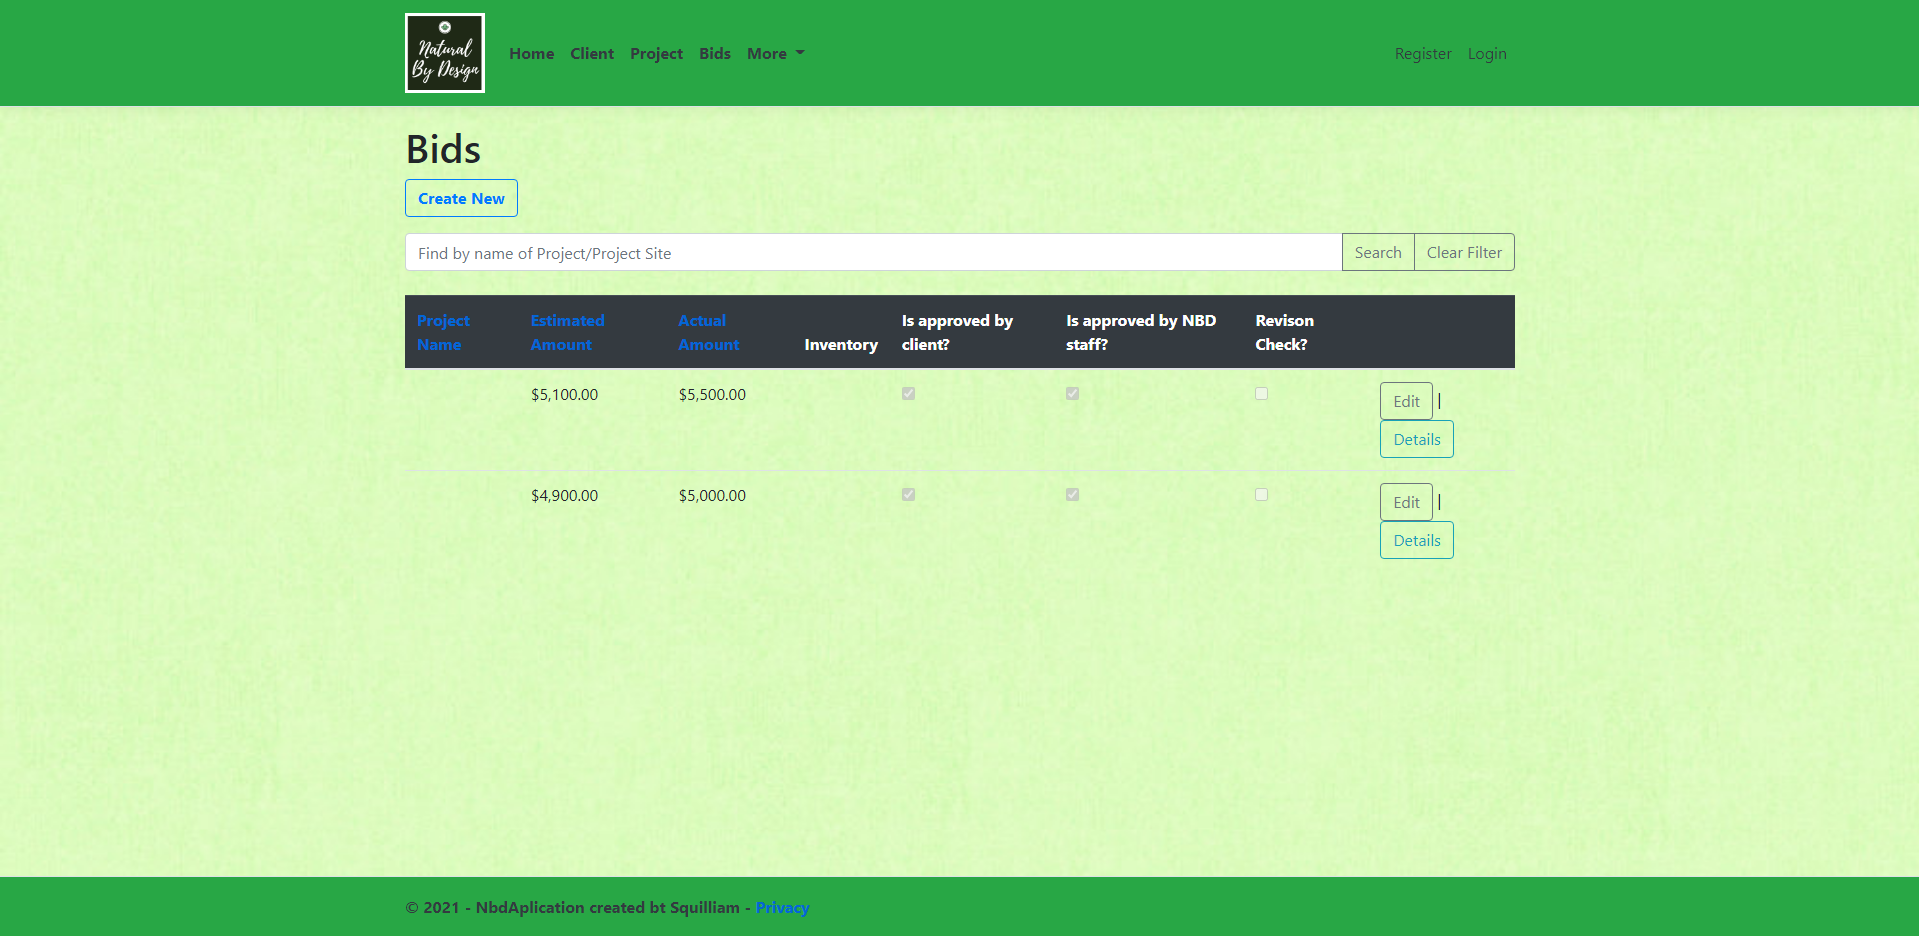 Natural
By Design
Home Client Project Bids More
Register Login
Bids
Create New
Find by name of Project/Project Site
Search Clear Filter
Project Name Estimated Amount Actual Amount Inventory Is approved by client? Is approved by NBD staff? Revison Check?
$5,100.00 $5,500.00 Edit |
Details
$4,900.00 $5,000.00 Edit |
Details
© 2021 - NbdAplication created bt Squilliam - Privacy